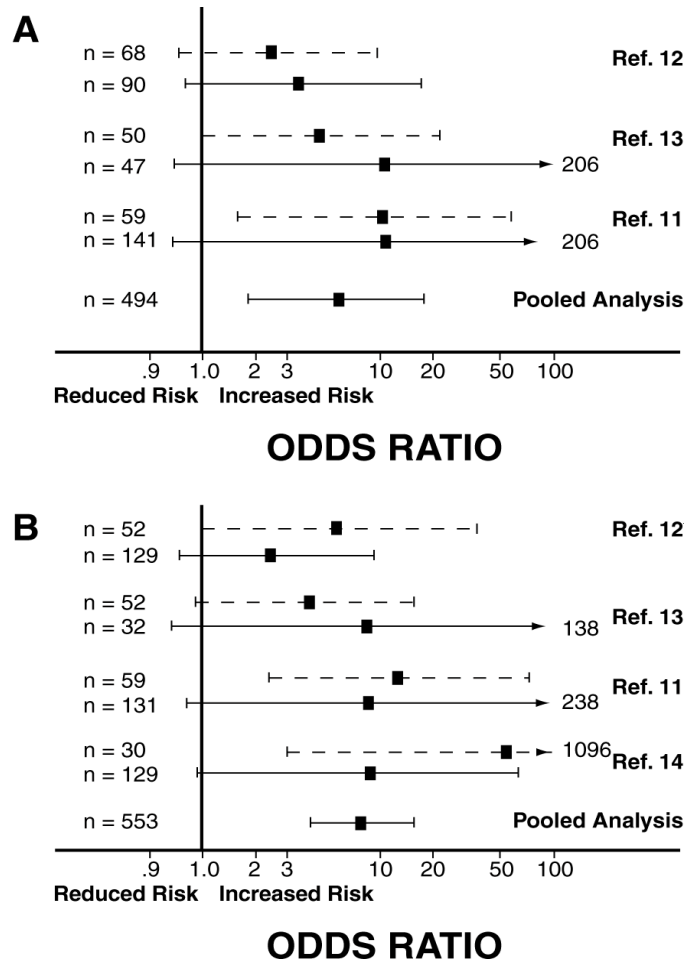 A
n = 68
Ref. 12
n = 90
n = 50
Ref. 13
n = 47
206
n = 59
Ref. 11
n = 141
206
n = 494
Pooled Analysis
.9 1.0 2 3 10 20 50 100
Reduced Risk Increased Risk
ODDS RATIO
B
n = 52
Ref. 12
n = 129
n = 52
Ref. 13
n = 32
138
n = 59
Ref. 11
n = 131
238
n = 30
1096
Ref. 14
n = 129
n = 553
Pooled Analysis
.9 1.0 2 3 10 20 50 100
Reduced Risk Increased Risk
ODDS RATIO